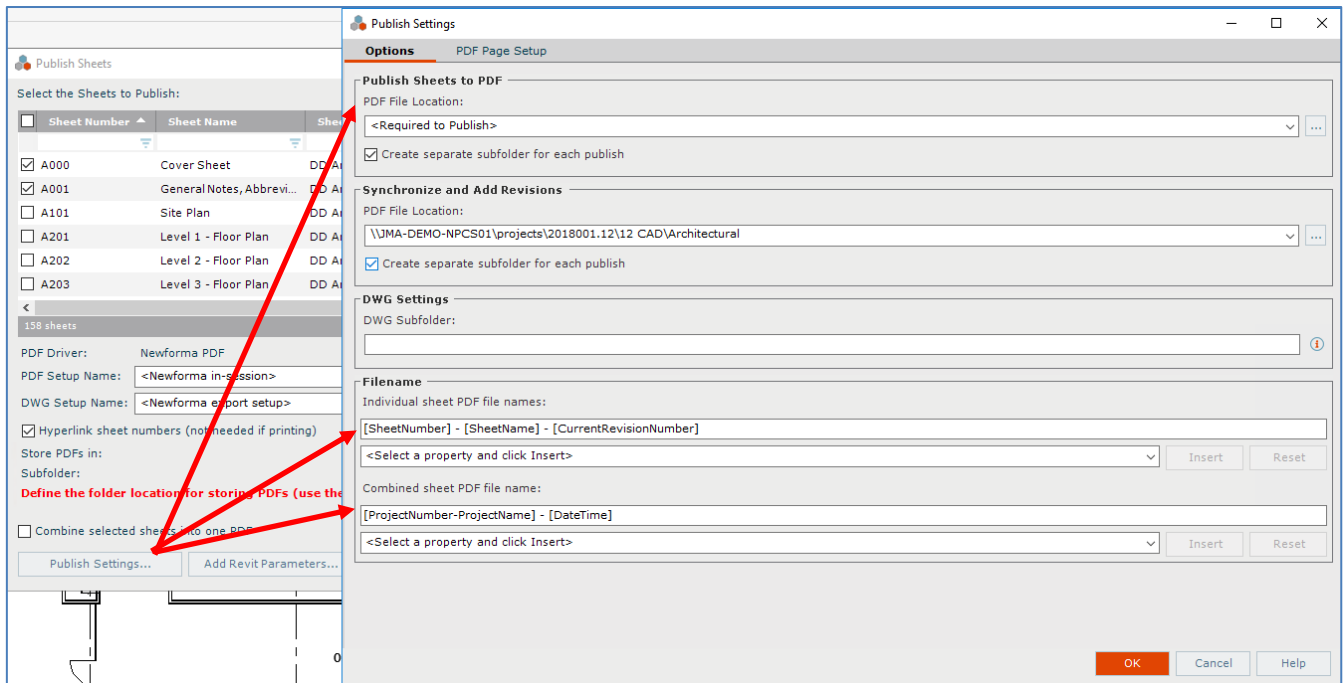 Publish Sheets
Select the Sheets to Publish:
Sheet Number Sheet Name
A000 Cover Sheet DD
A001 General Notes, Abbrevi... DD
A101 Site Plan DD
A201 Level 1 - Floor Plan DD
A202 Level 2 - Floor Plan DD
A203 Level 3 - Floor Plan DD
158 sheets
PDF Driver: Newforma PDF
PDF Setup Name: <Newforma in-session>
DWG Setup Name: <Newforma export setup>
Hyperlink sheet numbers (not needed if printing)
Store PDFs in:
Subfolder:
Define the folder location for storing PDFs (use the
Combine selected sheets into one PDF
Publish Settings... Add Revit Parameters...
Publish Settings
Options PDF Page Setup
Publish Sheets to PDF
PDF File Location:
<Required to Publish>
...
Create separate subfolder for each publish
Synchronize and Add Revisions
PDF File Location:
\\JMA-DEMO-NPCS01\projects\2018001.12\12 CAD\Architectural
...
Create separate subfolder for each publish
DWG Settings
DWG Subfolder:
Filename
Individual sheet PDF file names:
[SheetNumber] - [SheetName] - [CurrentRevisionNumber]
<Select a property and click Insert> Insert Reset
Combined sheet PDF file name:
[ProjectNumber-ProjectName] - [DateTime]
<Select a property and click Insert> Insert Reset
OK Cancel Help